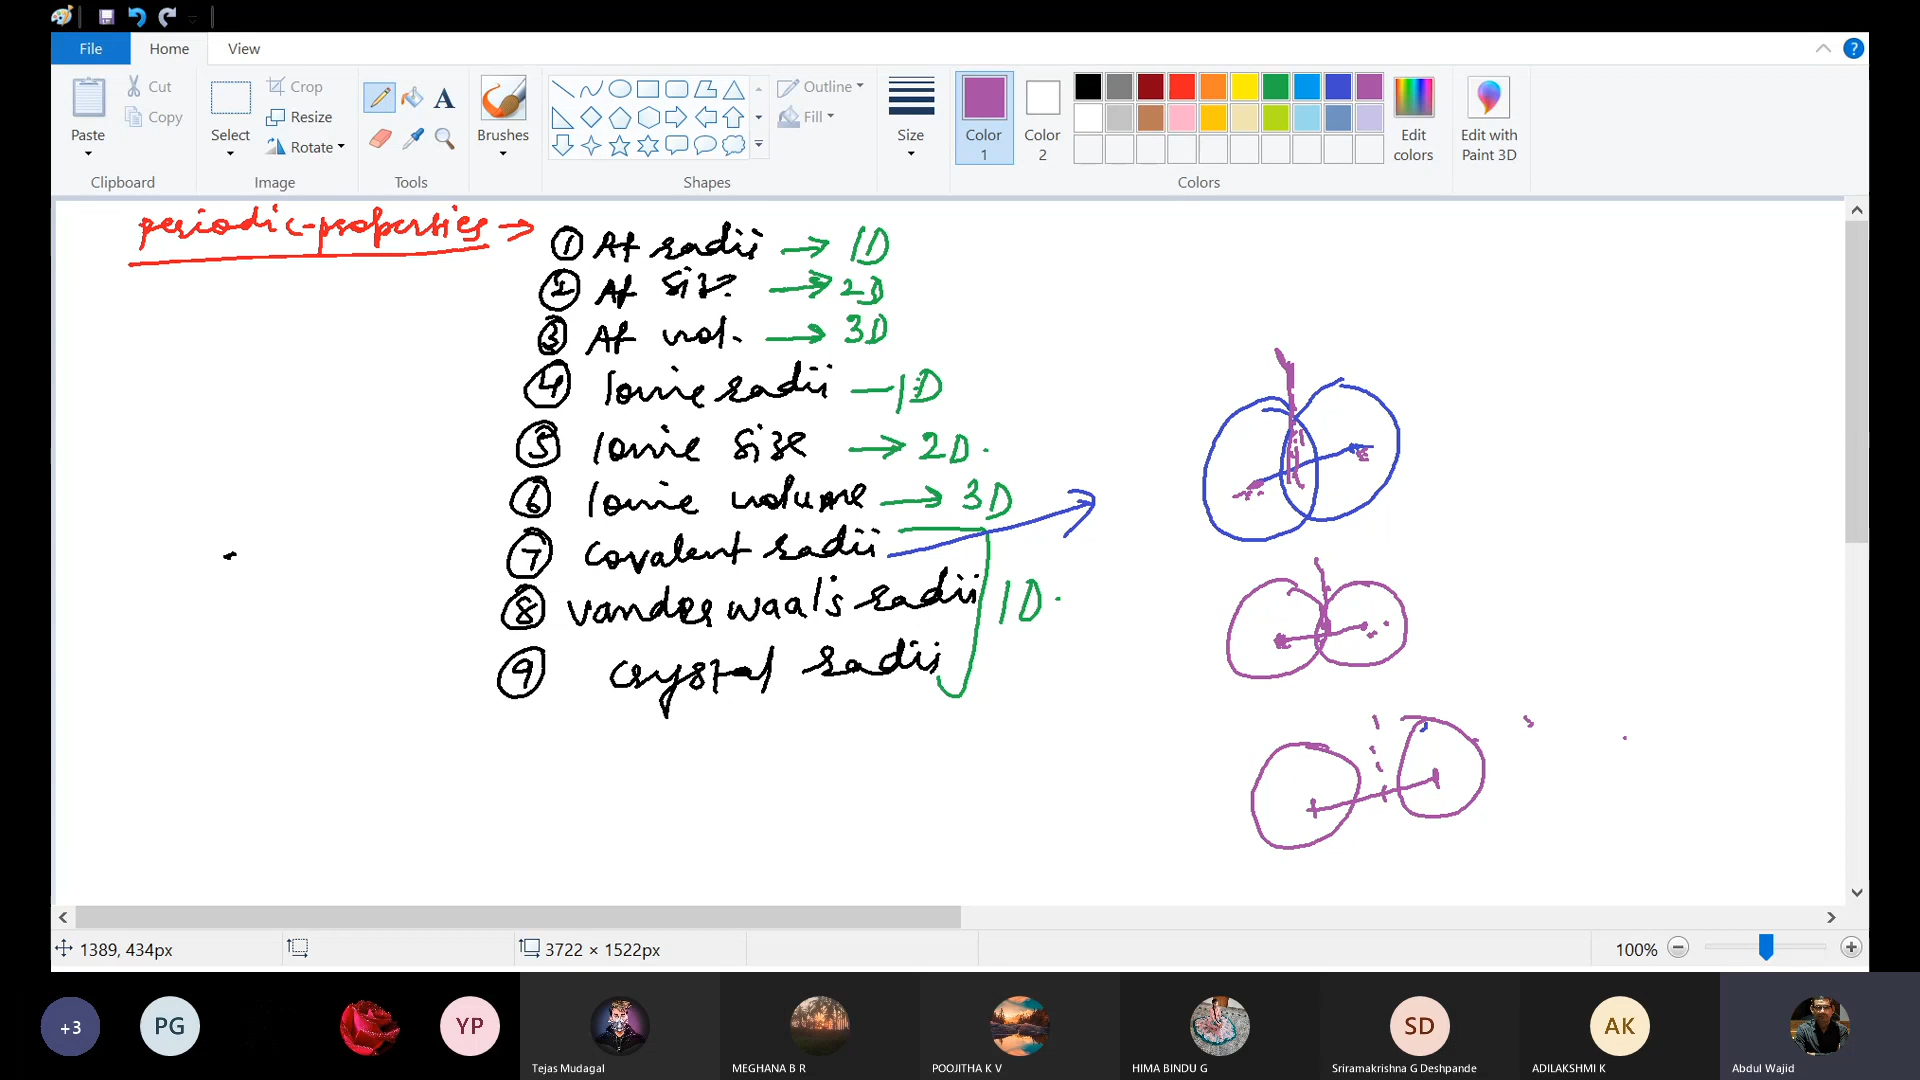 File Home View
Paste
Cut
Copy
Clipboard
Select
Crop
Resize
Rotate
Image
Tools
Brushes
Outline
Fill
Shapes
Size
Color 1
Color 2
Edit colors
Colors
Edit with Paint 3D
periodic-properties →
① At radii → 1D
② At size → 2D
③ At vol. → 3D
④ Ionic radii — 1D
⑤ Ionic size → 2D.
⑥ Ionic volume → 3D
⑦ covalent radii
⑧ vander waal's radii 1D.
⑨ crystal radii
1389, 434px
3722 × 1522px
100%
+3
PG
YP
SD
AK
Tejas Mudagal
MEGHANA B R
POOJITHA K V
HIMA BINDU G
Sriramakrishna G Deshpande
ADILAKSHMI K
Abdul Wajid